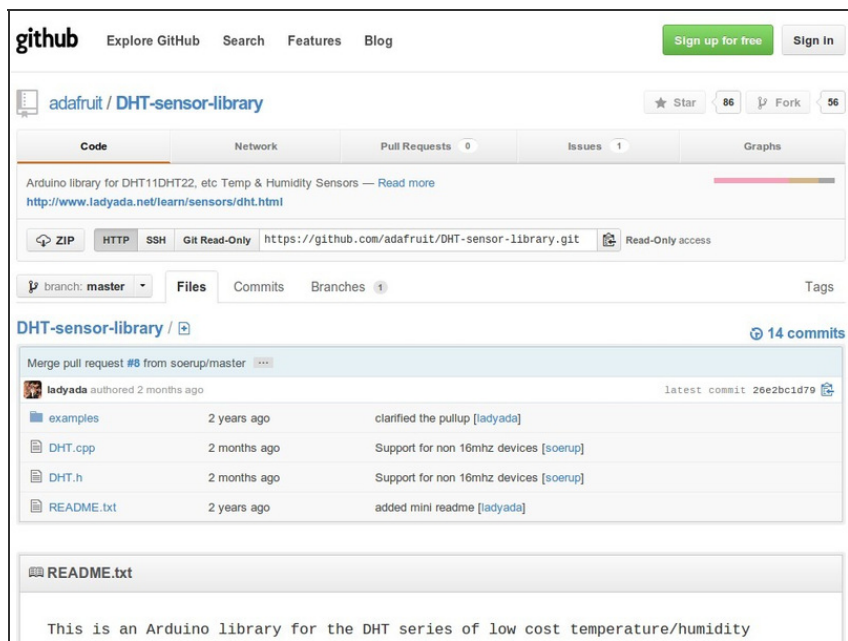 github Explore GitHub Search Features Blog Sign up for free Sign in
adafruit / DHT-sensor-library Star 86 Fork 56
Code Network Pull Requests 0 Issues 1 Graphs
Arduino library for DHT11DHT22, etc Temp & Humidity Sensors — Read more
http://www.ladyada.net/learn/sensors/dht.html
ZIP HTTP SSH Git Read-Only https://github.com/adafruit/DHT-sensor-library.git Read-Only access
branch: master Files Commits Branches 1 Tags
DHT-sensor-library / 14 commits
Merge pull request #8 from soerup/master ...
ladyada authored 2 months ago latest commit 26e2bc1d79
examples 2 years ago clarified the pullup [ladyada]
DHT.cpp 2 months ago Support for non 16mhz devices [soerup]
DHT.h 2 months ago Support for non 16mhz devices [soerup]
README.txt 2 years ago added mini readme [ladyada]
README.txt
This is an Arduino library for the DHT series of low cost temperature/humidity